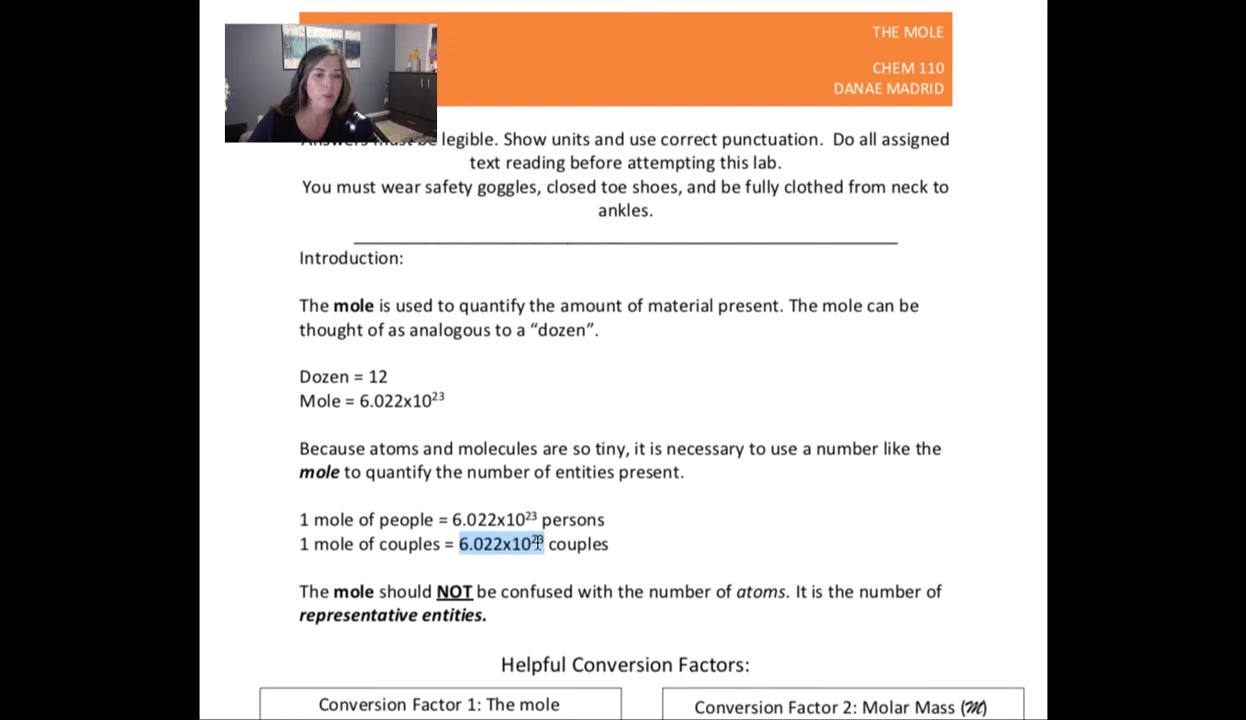 THE MOLE
CHEM 110
DANAE MADRID
legible. Show units and use correct punctuation. Do all assigned
text reading before attempting this lab.
You must wear safety goggles, closed toe shoes, and be fully clothed from neck to
ankles.
Introduction:
The mole is used to quantify the amount of material present. The mole can be
thought of as analogous to a “dozen”.
Dozen = 12
Mole = 6.022x10²³
Because atoms and molecules are so tiny, it is necessary to use a number like the
mole to quantify the number of entities present.
1 mole of people = 6.022x10²³ persons
1 mole of couples = 6.022x10²³ couples
The mole should NOT be confused with the number of atoms. It is the number of
representative entities.
Helpful Conversion Factors:
Conversion Factor 1: The mole
Conversion Factor 2: Molar Mass (ℳ)